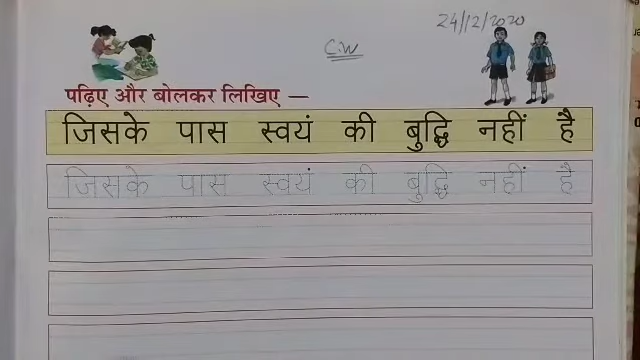 24/12/2020
C.W
पढ़िए और बोलकर लिखिए —
जिसके पास स्वयं की बुद्धि नहीं है
जिसके पास स्वयं की बुद्धि नहीं है